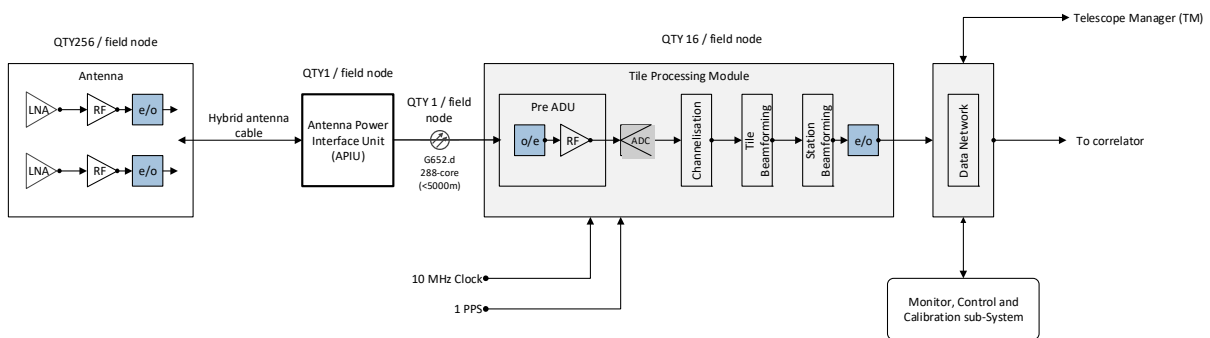 Telescope Manager (TM)
QTY256 / field node
QTY1 / field node
QTY 16 / field node
Antenna
LNA
RF
e/o
LNA
RF
e/o
Hybrid antenna
cable
Antenna Power
Interface Unit
(APIU)
QTY 1 / field
node
G652.d
288-core
(<5000m)
Tile Processing Module
Pre ADU
o/e
RF
ADC
Channelisation
Tile
Beamforming
Station
Beamforming
e/o
Data Network
To correlator
10 MHz Clock
1 PPS
Monitor, Control and
Calibration sub-System